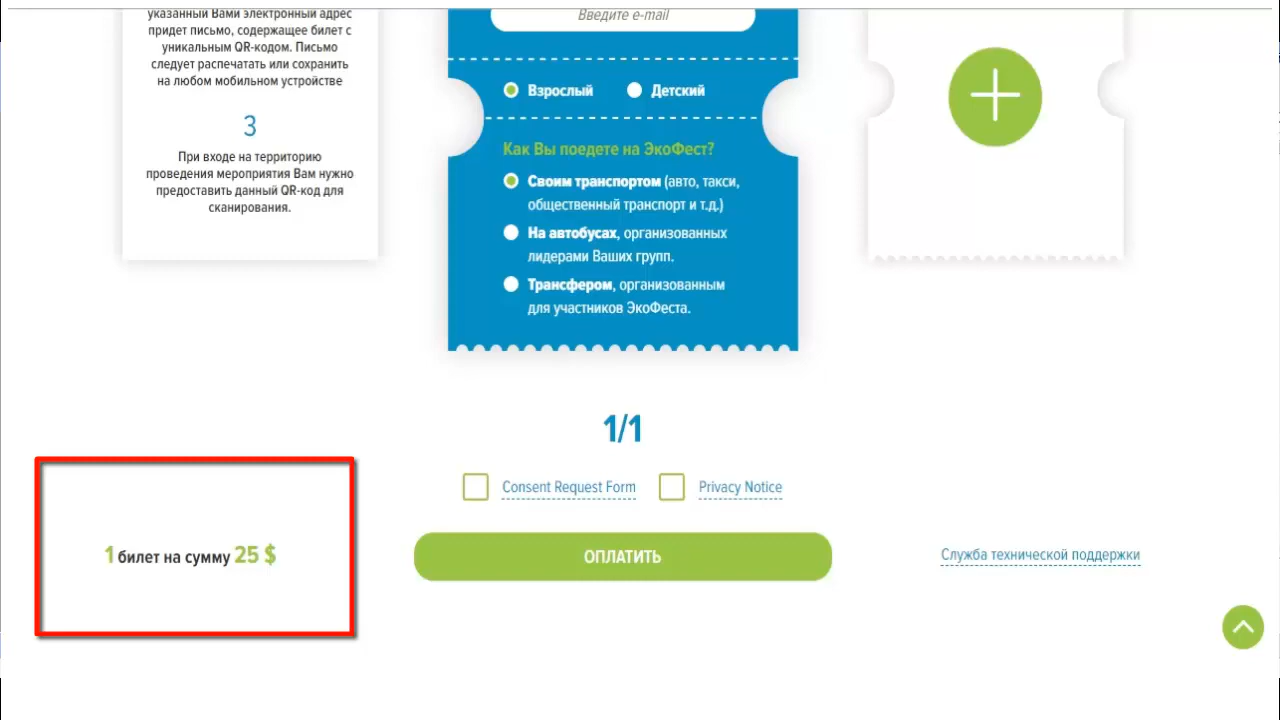 указанный Вами электронный адрес
придет письмо, содержащее билет с
уникальным QR-кодом. Письмо
следует распечатать или сохранить
на любом мобильном устройстве
3
При входе на территорию
проведения мероприятия Вам нужно
предоставить данный QR-код для
сканирования.
Введите e-mail
Взрослый Детский
Как Вы поедете на ЭкоФест?
Своим транспортом (авто, такси,
общественный транспорт и т.д.)
На автобусах, организованных
лидерами Ваших групп.
Трансфером, организованным
для участников ЭкоФеста.
1/1
Consent Request Form Privacy Notice
1 билет на сумму 25 $
ОПЛАТИТЬ
Служба технической поддержки